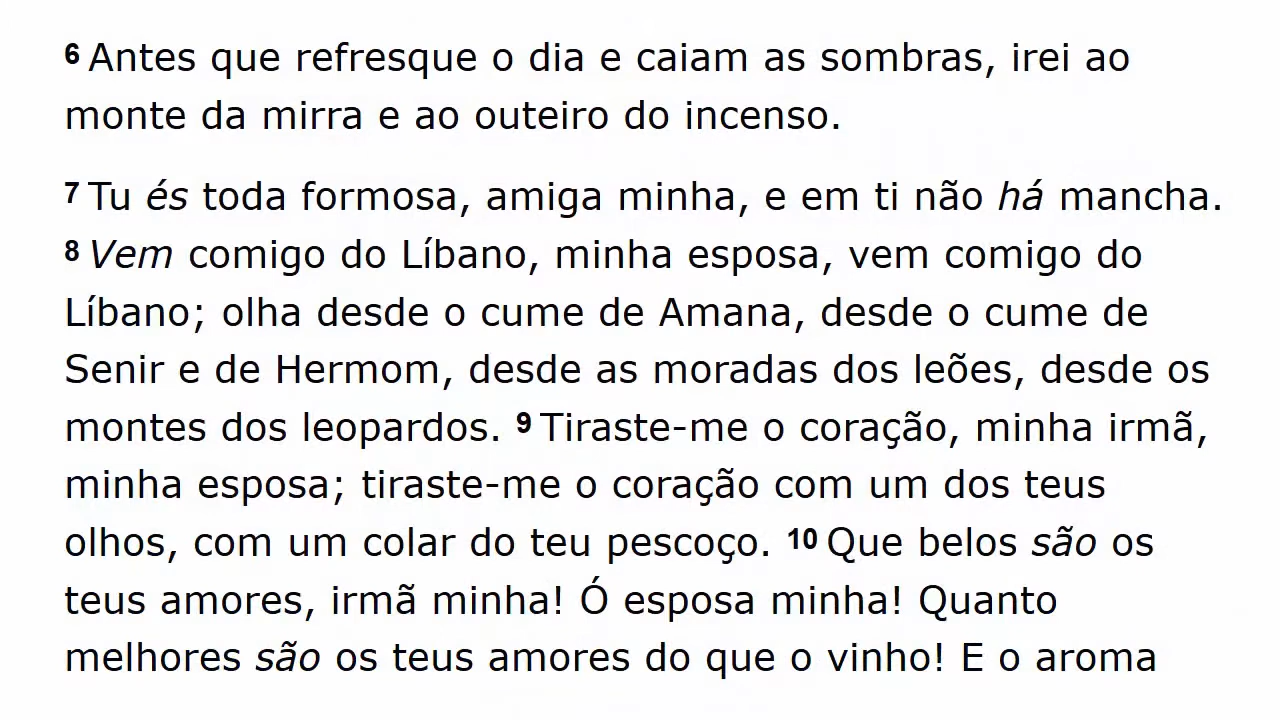 6 Antes que refresque o dia e caiam as sombras, irei ao
monte da mirra e ao outeiro do incenso.
7 Tu és toda formosa, amiga minha, e em ti não há mancha.
8 Vem comigo do Líbano, minha esposa, vem comigo do
Líbano; olha desde o cume de Amana, desde o cume de
Senir e de Hermom, desde as moradas dos leões, desde os
montes dos leopardos. 9 Tiraste-me o coração, minha irmã,
minha esposa; tiraste-me o coração com um dos teus
olhos, com um colar do teu pescoço. 10 Que belos são os
teus amores, irmã minha! Ó esposa minha! Quanto
melhores são os teus amores do que o vinho! E o aroma